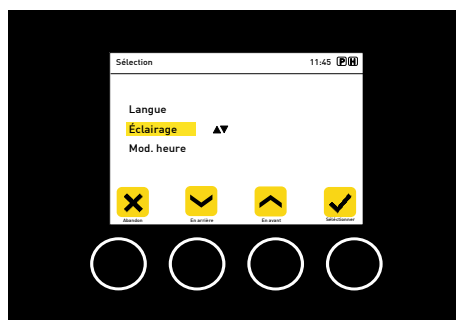 Sélection 11:45 P H
Langue
Éclairage ▲▼
Mod. heure
Abandon En arrière En avant Sélectionner